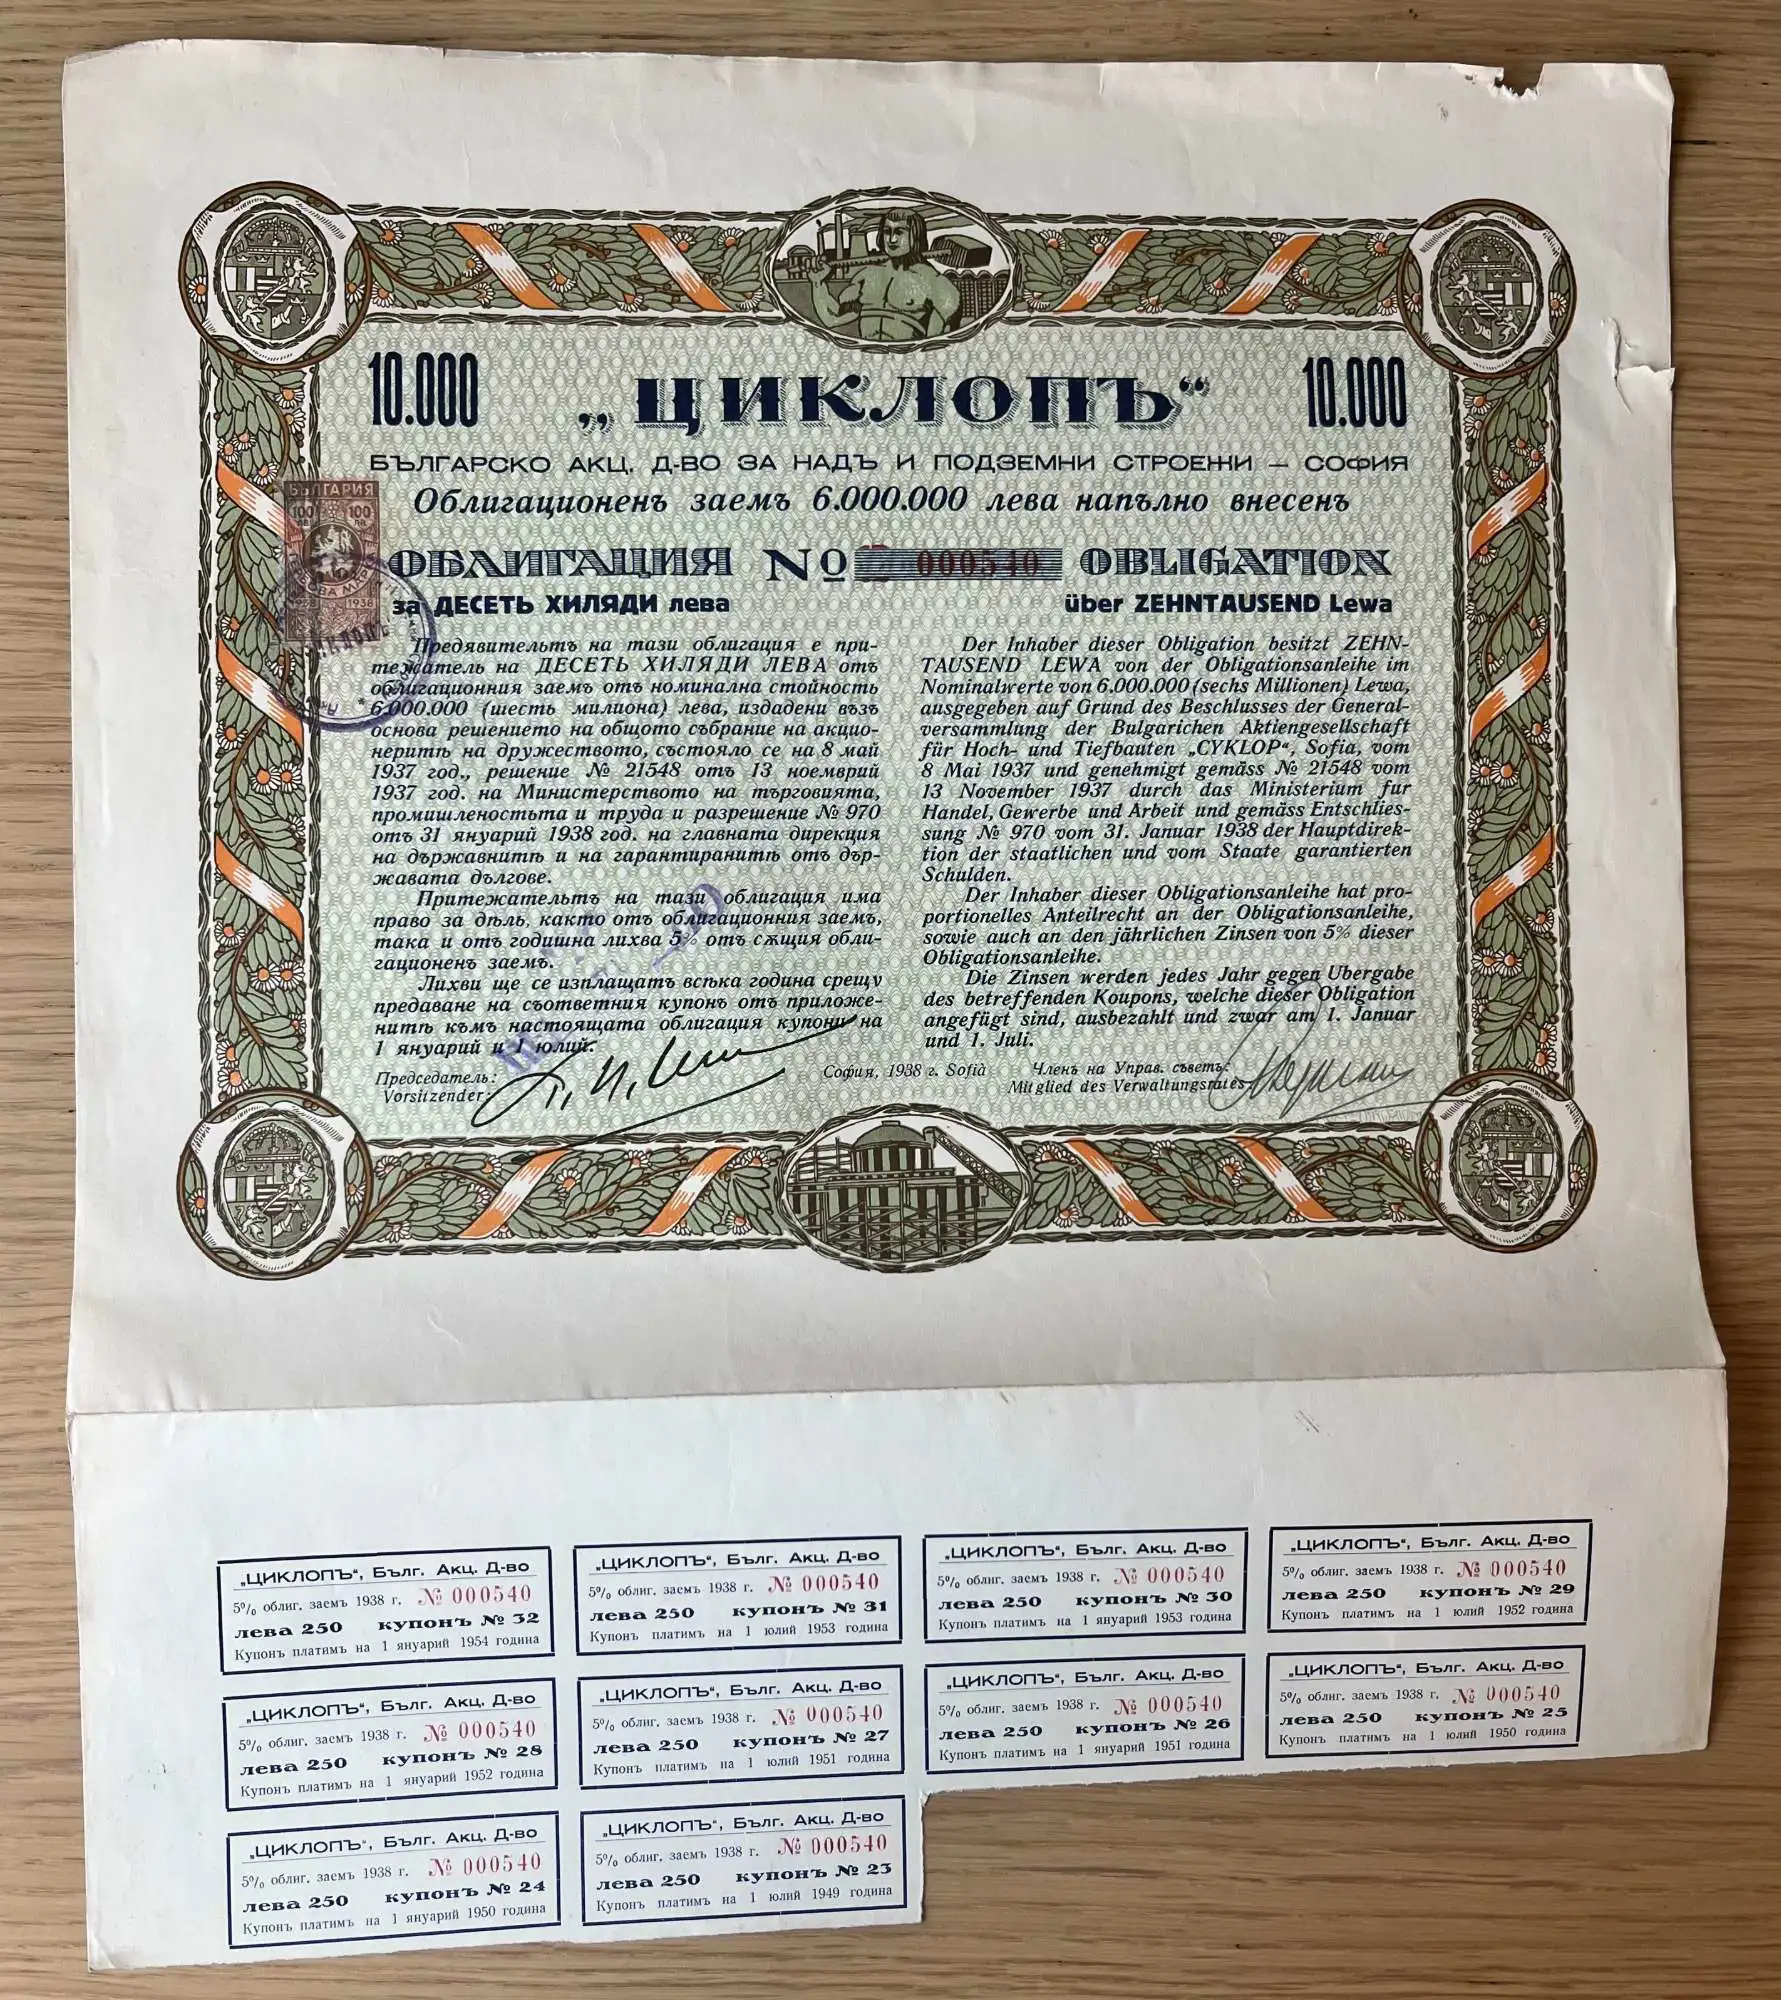 10.000 „ЦИКЛОПЪ“ 10.000
БЪЛГАРСКО АКЦ. Д-ВО ЗА НАДЪ И ПОДЗЕМНИ СТРОЕЖИ — СОФИЯ
Облигационенъ заемъ 6.000.000 лева напълно внесенъ
БЪЛГАРИЯ
100 100
ЛВ. ЛВ.
1938
ОБЛИГАЦИЯ № 000540 OBLIGATION
за ДЕСЕТЬ ХИЛЯДИ лева
über ZEHNTAUSEND Lewa
Предявительтъ на тази облигация е при-
тежатель на ДЕСЕТЬ ХИЛЯДИ ЛЕВА отъ
облигационния заемъ отъ номинална стойность
6.000.000 (шесть милиона) лева, издадени възъ
основа решението на общото събрание на акцио-
неритѣ на дружеството, състояло се на 8 май
1937 год., решение № 21548 отъ 13 ноемврий
1937 год. на Министерството на търговията,
промишленостьта и труда и разрешение № 970
отъ 31 януарий 1938 год. на главната дирекция
на държавнитѣ и на гарантиранитѣ отъ дър-
жавата дългове.
Притежательтъ на тази облигация има
право за дѣлъ, както отъ облигационния заемъ,
така и отъ годишна лихва 5% отъ сѫщия обли-
гационенъ заемъ.
Лихви ще се изплащатъ всѣка година срещу
предаване на съответния купонъ отъ приложе-
нитѣ къмъ настоящата облигация купони на
1 януарий и 1 юлий.
Der Inhaber dieser Obligation besitzt ZEHN-
TAUSEND LEWA von der Obligationsanleihe im
Nominalwerte von 6.000.000 (sechs Millionen) Lewa,
ausgegeben auf Grund des Beschlusses der General-
versammlung der Bulgarichen Aktiengesellschaft
für Hoch- und Tiefbauten „CYKLOP“, Sofia, vom
8 Mai 1937 und genehmigt gemäss № 21548 vom
13 November 1937 durch das Ministerium fur
Handel, Gewerbe und Arbeit und gemäss Entschlies-
sung № 970 vom 31. Januar 1938 der Hauptdirek-
tion der staatlichen und vom Staate garantierten
Schulden.
Der Inhaber dieser Obligationsanleihe hat pro-
portionelles Anteilrecht an der Obligationsanleihe,
sowie auch an den jährlichen Zinsen von 5% dieser
Obligationsanleihe.
Die Zinsen werden jedes Jahr gegen Ubergabe
des betreffenden Koupons, welche dieser Obligation
angefügt sind, ausbezahlt und zwar am 1. Januar
und 1. Juli.
Председатель:
Vorsitzender:
София, 1938 г. Sofià
Членъ на Управ. съветъ:
Mitglied des Verwaltungsrates
„ЦИКЛОПЪ“, Бълг. Акц. Д-во
5% облиг. заемъ 1938 г. № 000540
лева 250 купонъ № 32
Купонъ платимъ на 1 януарий 1954 година
„ЦИКЛОПЪ“, Бълг. Акц. Д-во
5% облиг. заемъ 1938 г. № 000540
лева 250 купонъ № 31
Купонъ платимъ на 1 юлий 1953 година
„ЦИКЛОПЪ“, Бълг. Акц. Д-во
5% облиг. заемъ 1938 г. № 000540
лева 250 купонъ № 30
Купонъ платимъ на 1 януарий 1953 година
„ЦИКЛОПЪ“, Бълг. Акц. Д-во
5% облиг. заемъ 1938 г. № 000540
лева 250 купонъ № 29
Купонъ платимъ на 1 юлий 1952 година
„ЦИКЛОПЪ“, Бълг. Акц. Д-во
5% облиг. заемъ 1938 г. № 000540
лева 250 купонъ № 28
Купонъ платимъ на 1 януарий 1952 година
„ЦИКЛОПЪ“, Бълг. Акц. Д-во
5% облиг. заемъ 1938 г. № 000540
лева 250 купонъ № 27
Купонъ платимъ на 1 юлий 1951 година
„ЦИКЛОПЪ“, Бълг. Акц. Д-во
5% облиг. заемъ 1938 г. № 000540
лева 250 купонъ № 26
Купонъ платимъ на 1 януарий 1951 година
„ЦИКЛОПЪ“, Бълг. Акц. Д-во
5% облиг. заемъ 1938 г. № 000540
лева 250 купонъ № 25
Купонъ платимъ на 1 юлий 1950 година
„ЦИКЛОПЪ“, Бълг. Акц. Д-во
5% облиг. заемъ 1938 г. № 000540
лева 250 купонъ № 24
Купонъ платимъ на 1 януарий 1950 година
„ЦИКЛОПЪ“, Бълг. Акц. Д-во
5% облиг. заемъ 1938 г. № 000540
лева 250 купонъ № 23
Купонъ платимъ на 1 юлий 1949 година